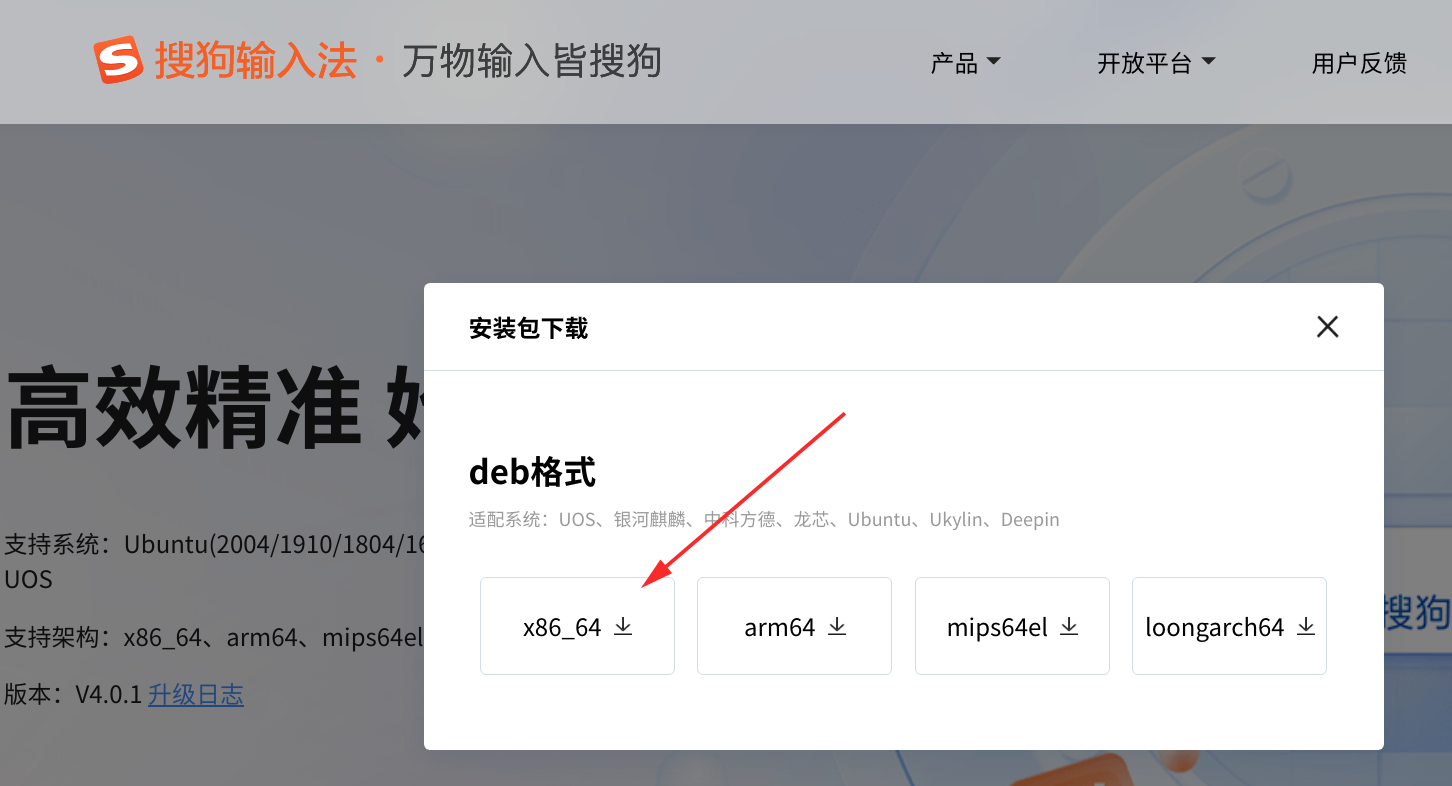 搜狗输入法 · 万物输入皆搜狗
产品 开放平台 用户反馈
安装包下载
高效精准
deb格式
适配系统：UOS、银河麒麟、中科方德、龙芯、Ubuntu、Ukylin、Deepin
支持系统：Ubuntu(2004/1910/1804/16
UOS
x86_64 arm64 mips64el loongarch64
搜狗
支持架构：x86_64、arm64、mips64el
版本：V4.0.1 升级日志